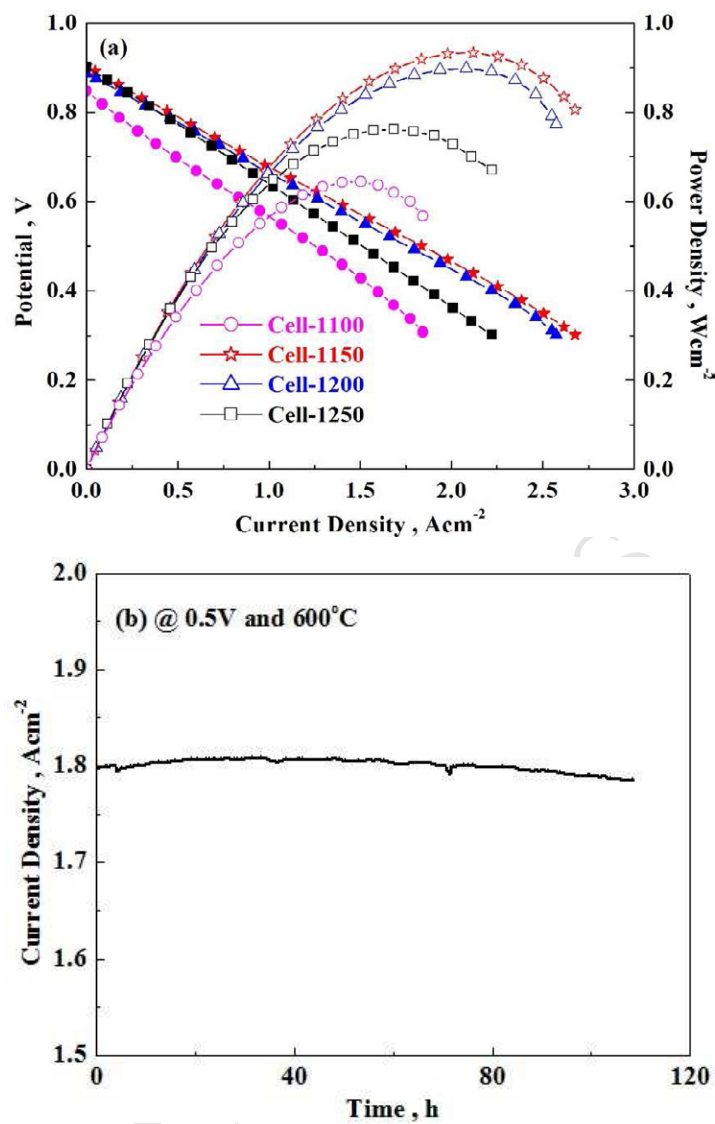 (a)
1.0
0.8
0.6
0.4
0.2
0.0
Potential , V
1.0
0.8
0.6
0.4
0.2
0.0
Power Density , Wcm-2
Cell-1100
Cell-1150
Cell-1200
Cell-1250
0.0 0.5 1.0 1.5 2.0 2.5 3.0
Current Density , Acm-2
(b) @ 0.5V and 600°C
2.0
1.9
1.8
1.7
1.6
1.5
Current Density , Acm-2
0 40 80 120
Time , h